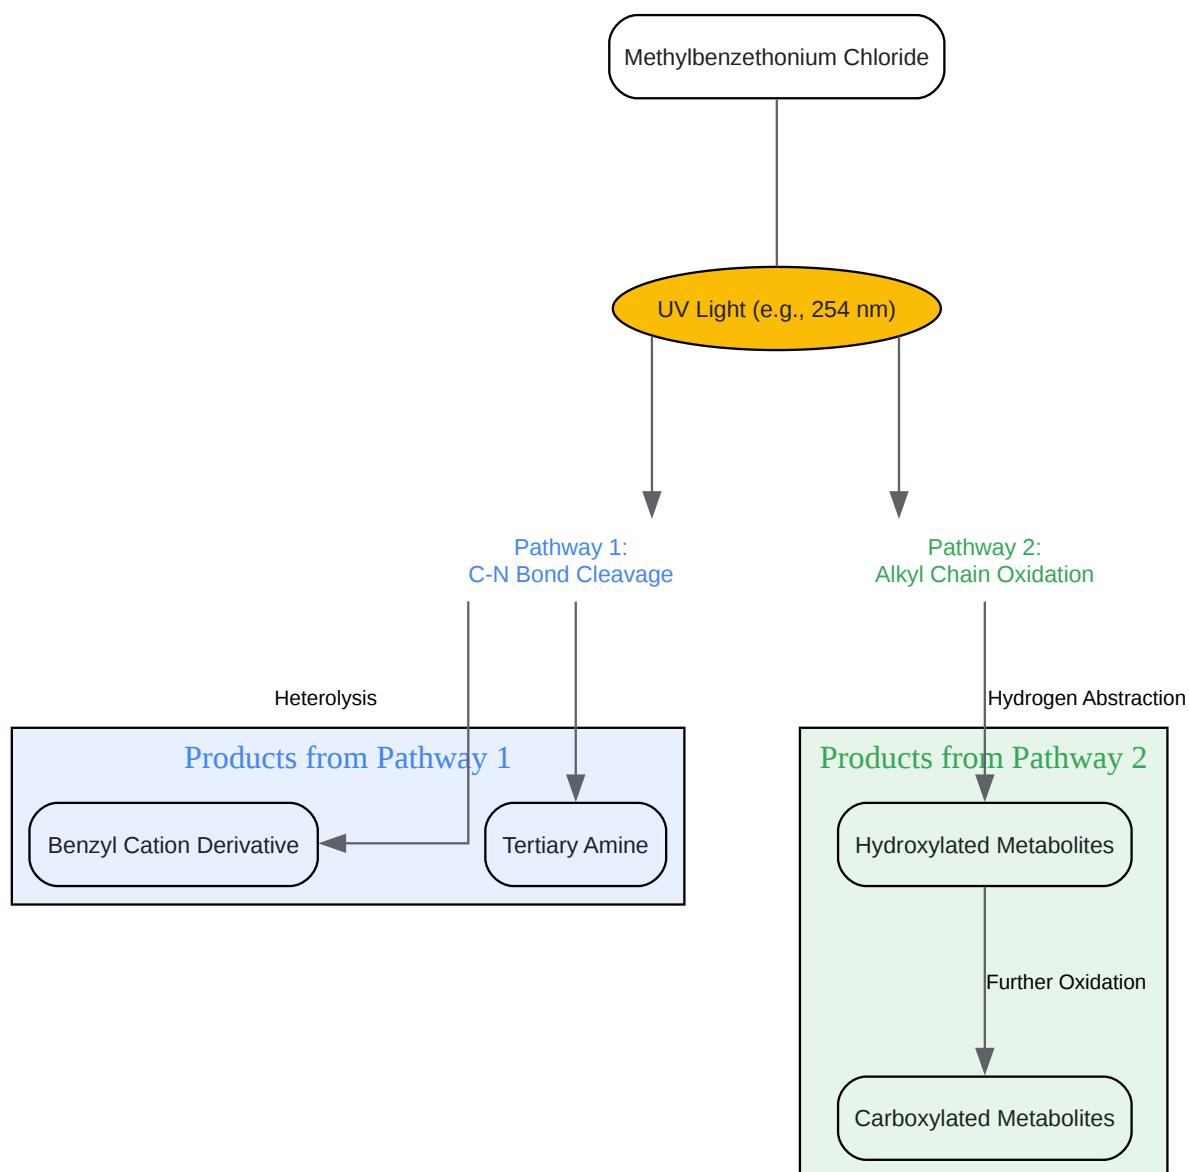 Methylbenzethonium Chloride
UV Light (e.g., 254 nm)
Pathway 1:
C-N Bond Cleavage
Pathway 2:
Alkyl Chain Oxidation
Heterolysis
Hydrogen Abstraction
Products from Pathway 1
Products from Pathway 2
Benzyl Cation Derivative
Tertiary Amine
Hydroxylated Metabolites
Further Oxidation
Carboxylated Metabolites